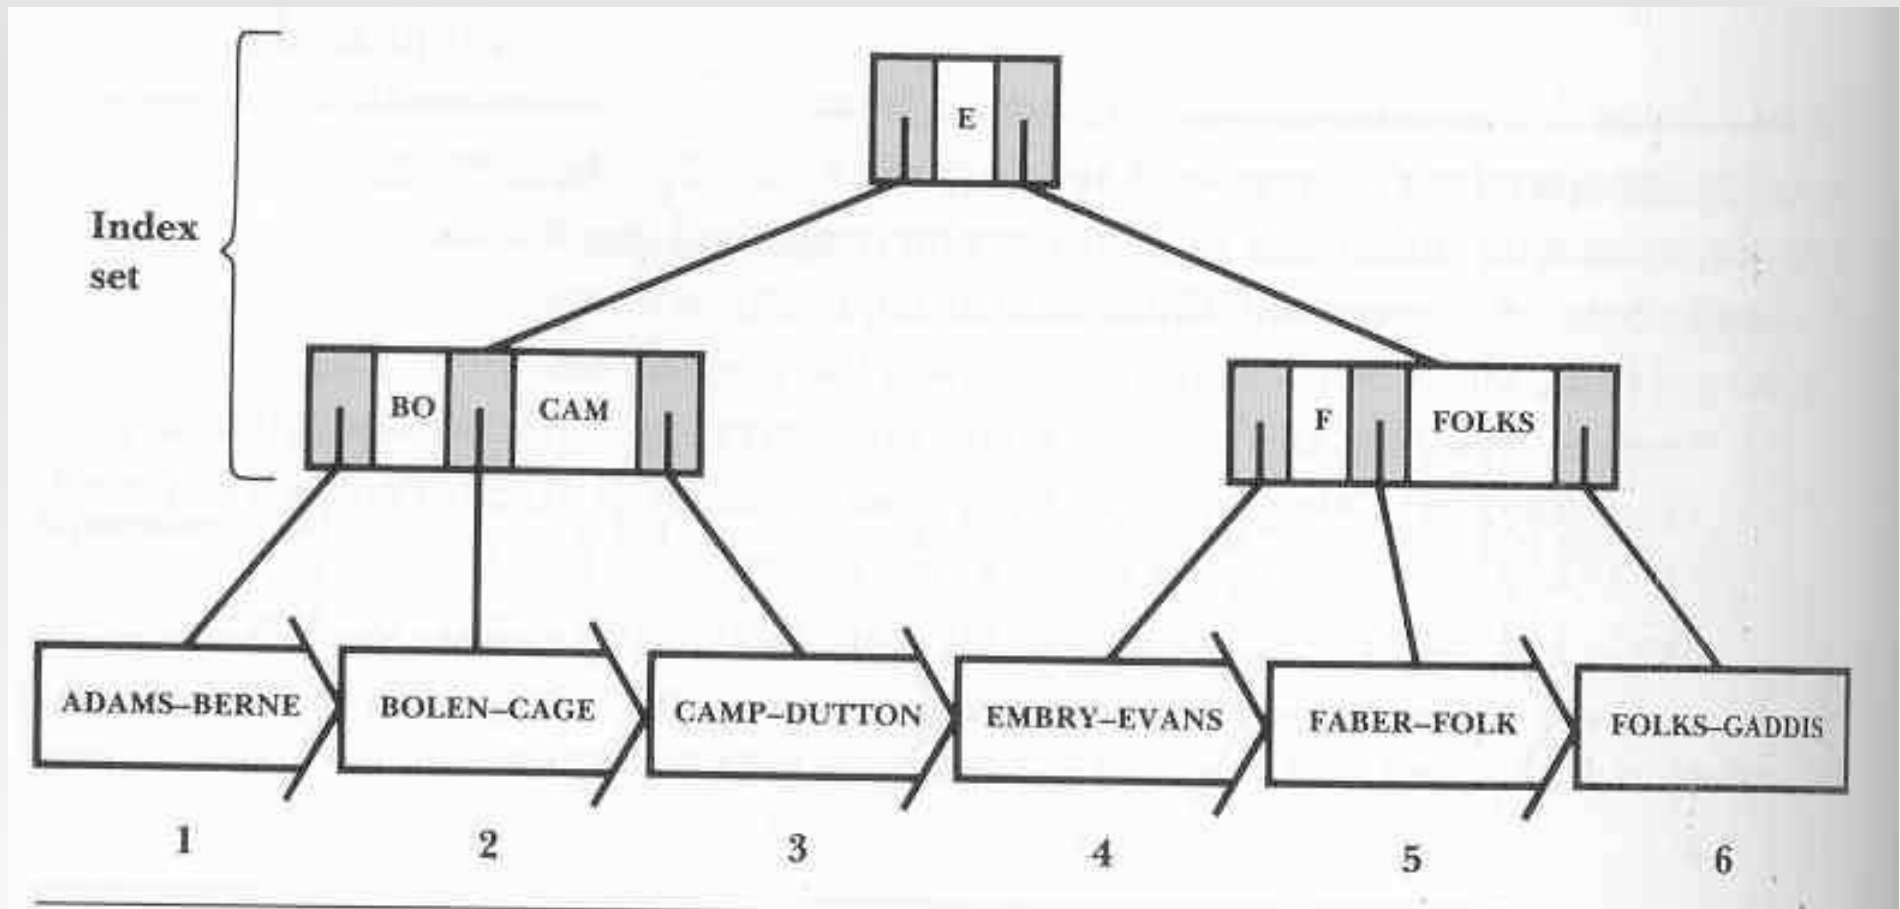 E
Index
set
BO CAM
F FOLKS
ADAMS–BERNE
BOLEN–CAGE
CAMP–DUTTON
EMBRY–EVANS
FABER–FOLK
FOLKS–GADDIS
1 2 3 4 5 6